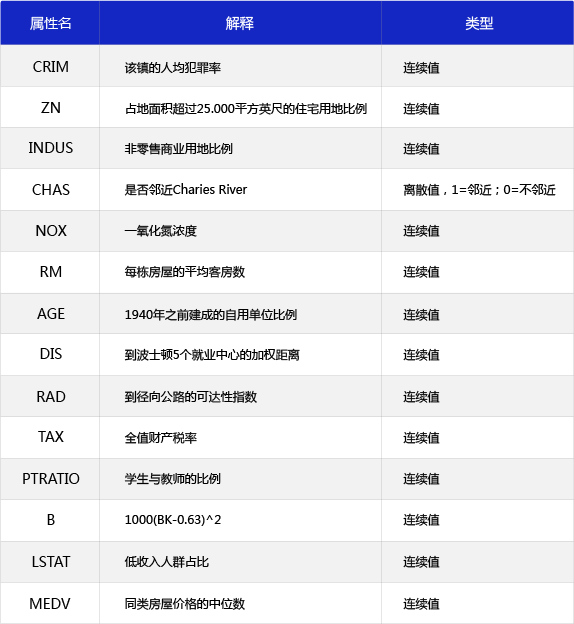 属性名 解释 类型
CRIM 该镇的人均犯罪率 连续值
ZN 占地面积超过25.000平方英尺的住宅用地比例 连续值
INDUS 非零售商业用地比例 连续值
CHAS 是否邻近Charies River 离散值，1=邻近；0=不邻近
NOX 一氧化氮浓度 连续值
RM 每栋房屋的平均客房数 连续值
AGE 1940年之前建成的自用单位比例 连续值
DIS 到波士顿5个就业中心的加权距离 连续值
RAD 到径向公路的可达性指数 连续值
TAX 全值财产税率 连续值
PTRATIO 学生与教师的比例 连续值
B 1000(BK-0.63)^2 连续值
LSTAT 低收入人群占比 连续值
MEDV 同类房屋价格的中位数 连续值